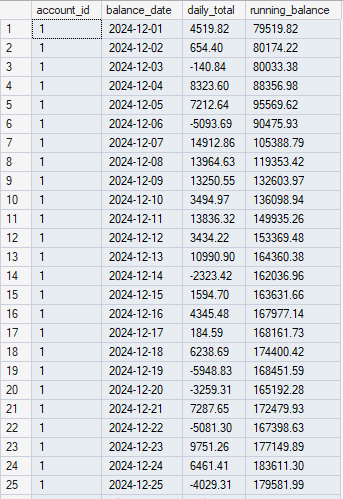 account_id balance_date daily_total running_balance
1 1 2024-12-01 4519.82 79519.82
2 1 2024-12-02 654.40 80174.22
3 1 2024-12-03 -140.84 80033.38
4 1 2024-12-04 8323.60 88356.98
5 1 2024-12-05 7212.64 95569.62
6 1 2024-12-06 -5093.69 90475.93
7 1 2024-12-07 14912.86 105388.79
8 1 2024-12-08 13964.63 119353.42
9 1 2024-12-09 13250.55 132603.97
10 1 2024-12-10 3494.97 136098.94
11 1 2024-12-11 13836.32 149935.26
12 1 2024-12-12 3434.22 153369.48
13 1 2024-12-13 10990.90 164360.38
14 1 2024-12-14 -2323.42 162036.96
15 1 2024-12-15 1594.70 163631.66
16 1 2024-12-16 4345.48 167977.14
17 1 2024-12-17 184.59 168161.73
18 1 2024-12-18 6238.69 174400.42
19 1 2024-12-19 -5948.83 168451.59
20 1 2024-12-20 -3259.31 165192.28
21 1 2024-12-21 7287.65 172479.93
22 1 2024-12-22 -5081.30 167398.63
23 1 2024-12-23 9751.26 177149.89
24 1 2024-12-24 6461.41 183611.30
25 1 2024-12-25 -4029.31 179581.99